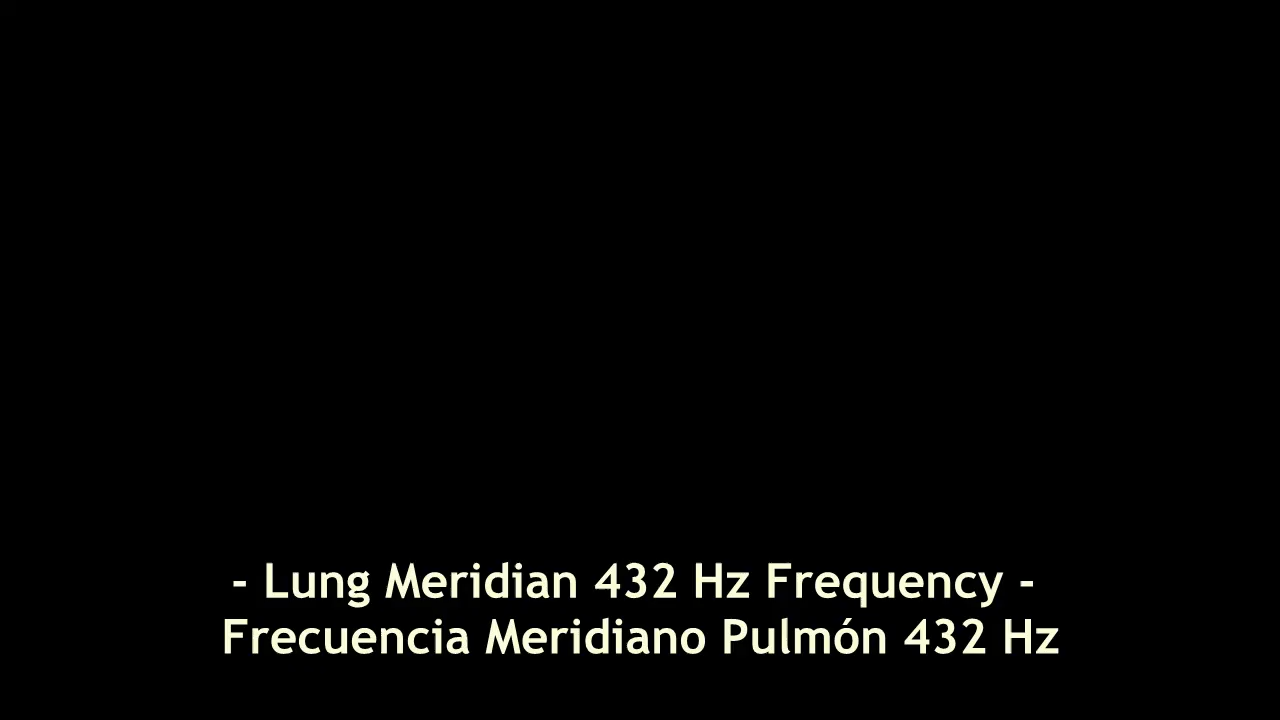 - Lung Meridian 432 Hz Frequency -
Frecuencia Meridiano Pulmón 432 Hz